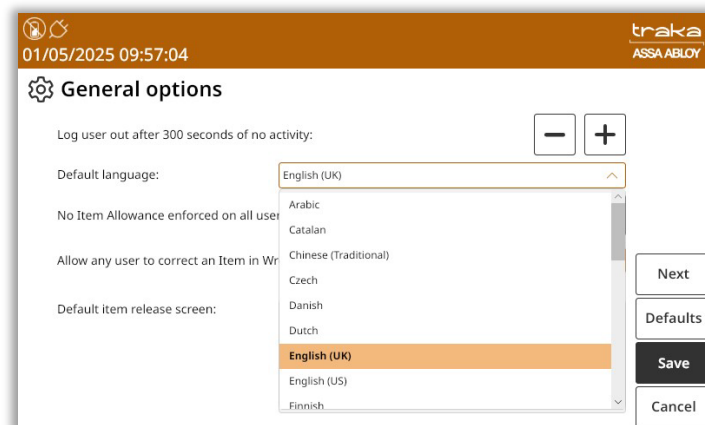 01/05/2025 09:57:04
traka
ASSA ABLOY
General options
Log user out after 300 seconds of no activity:
Default language:
English (UK)
Arabic
No Item Allowance enforced on all use
Catalan
Chinese (Traditional)
Allow any user to correct an Item in Wr
Czech
Danish
Default item release screen:
Dutch
English (UK)
English (US)
Finnish
Next
Defaults
Save
Cancel